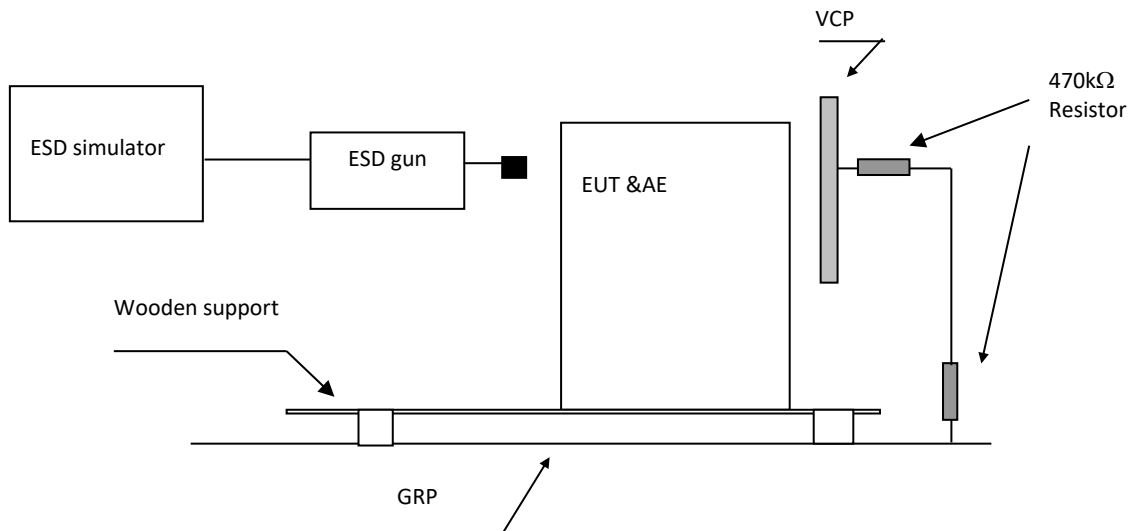 VCP
470kΩ
Resistor
ESD simulator
ESD gun
EUT &AE
Wooden support
GRP